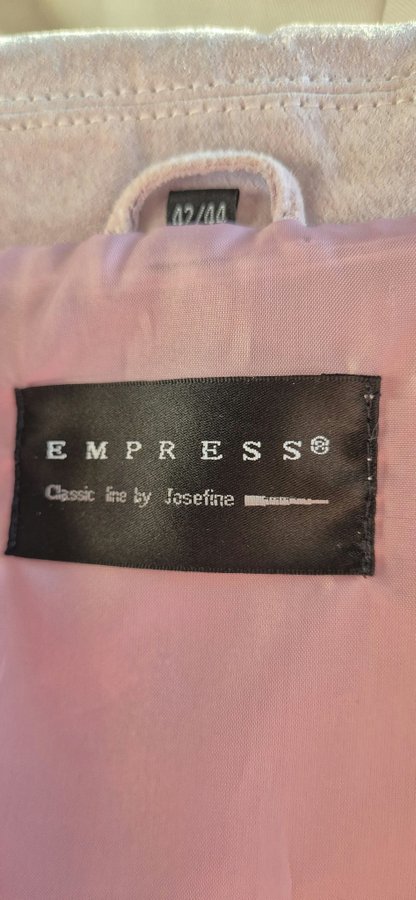 42/44
EMPRESS®
Classic line by Josefine